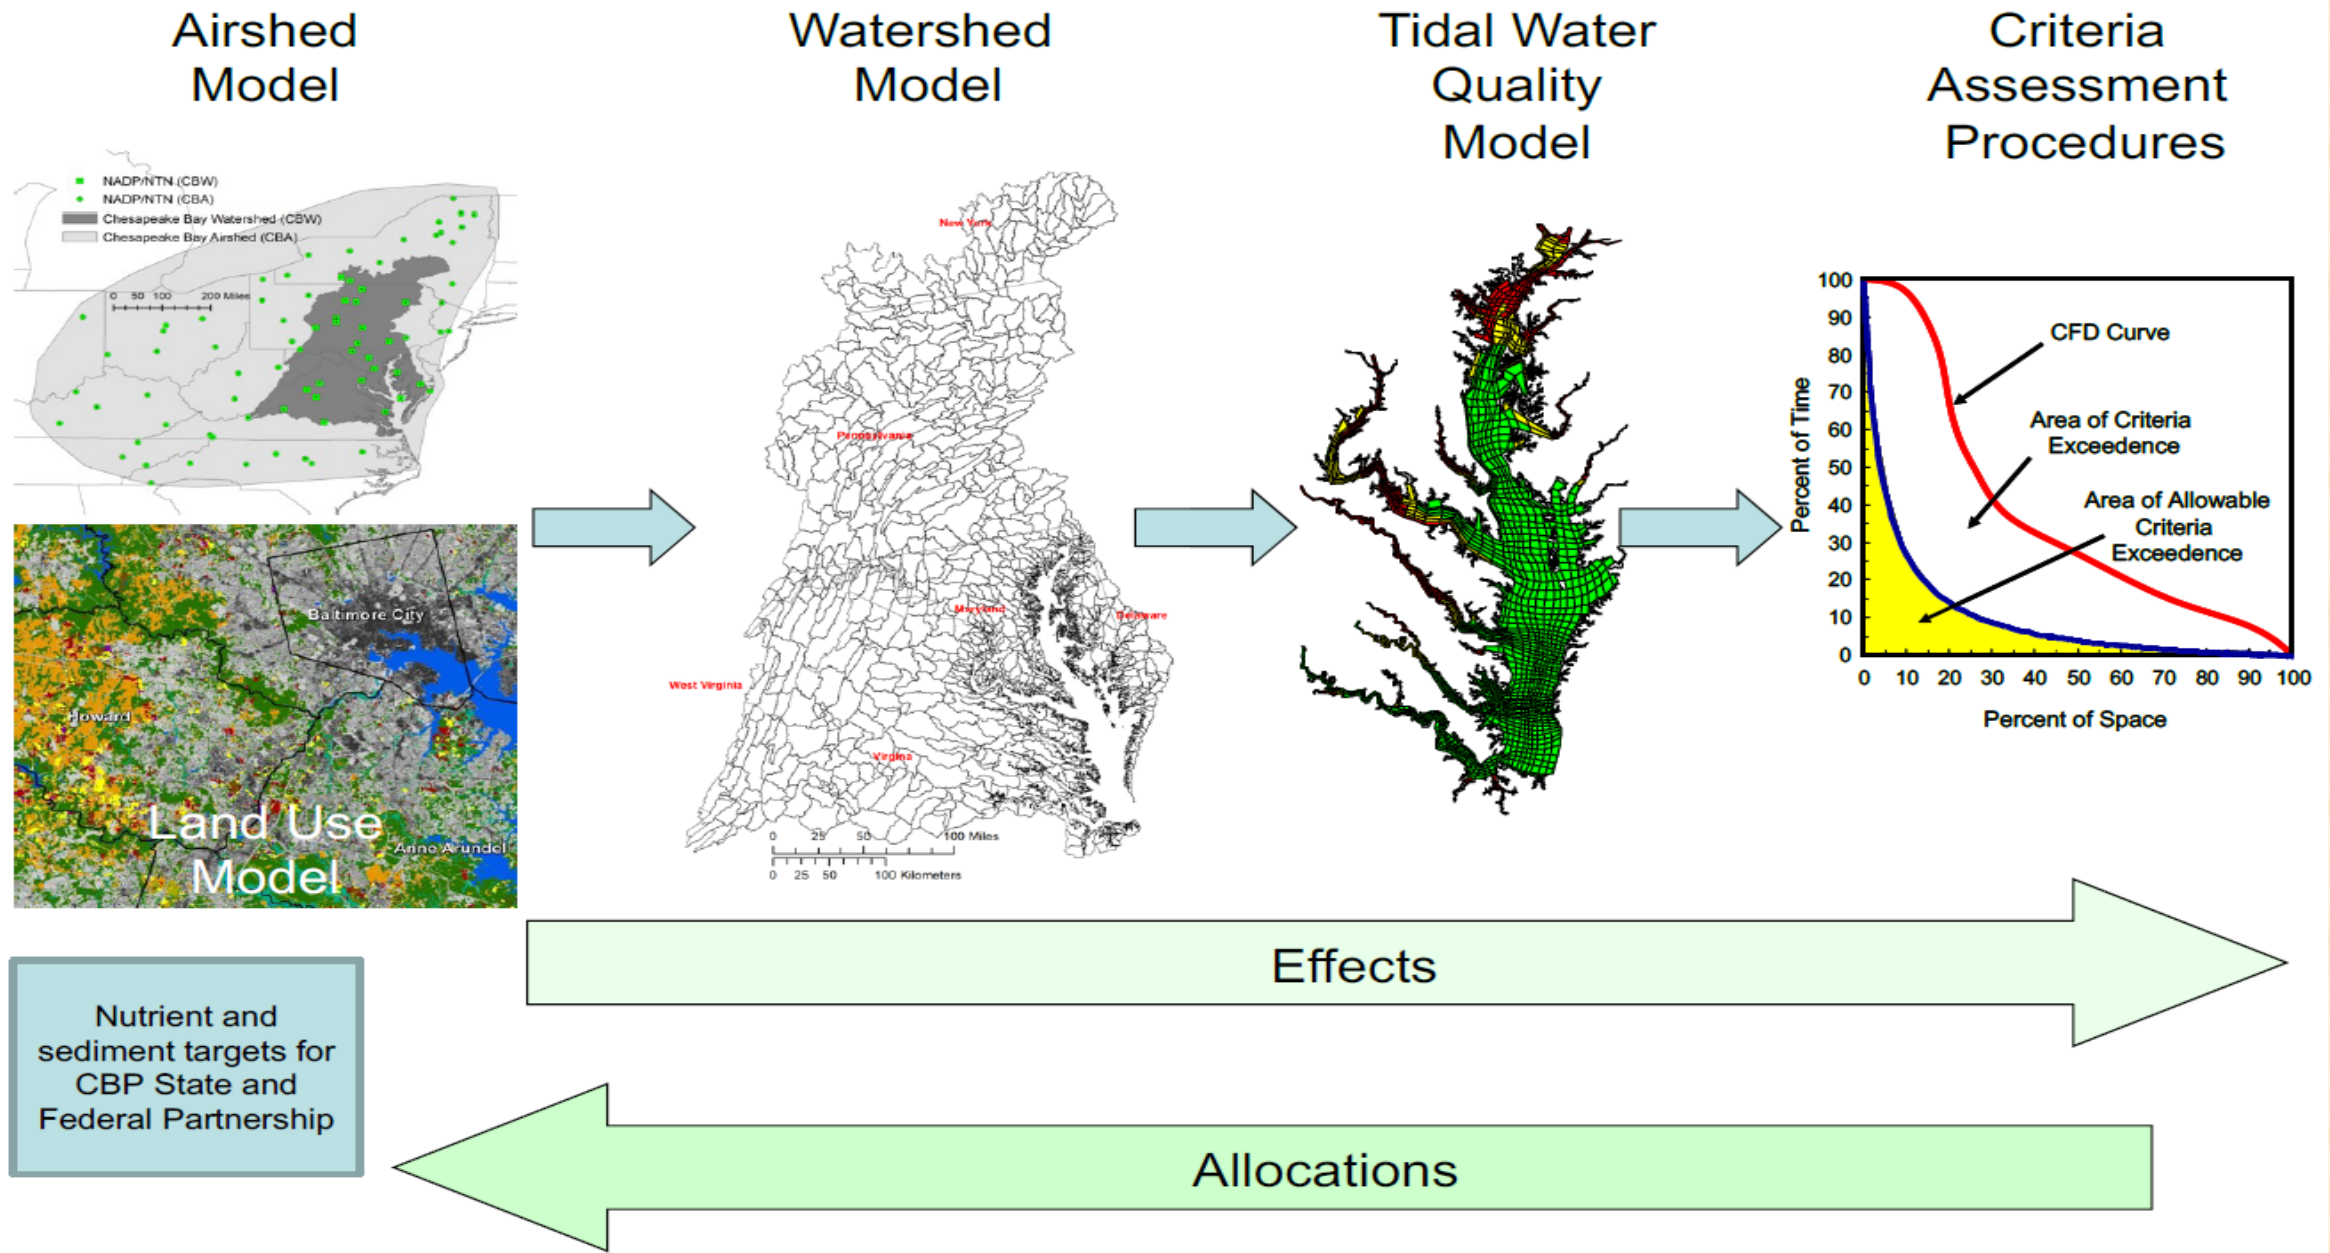 Airshed
Model
Watershed
Model
Tidal Water
Quality
Model
Criteria
Assessment
Procedures
NADP/NTN (CBW)
NADP/NTN (CBA)
Chesapeake Bay Watershed (CBW)
Chesapeake Bay Airshed (CBA)
0 50 100 200 Miles
Baltimore City
Howard
Anne Arundel
Land Use
Model
New York
Pennsylvania
Maryland
Delaware
West Virginia
Virgina
0 25 50 100 Miles
0 25 50 100 Kilometers
Percent of Time
100
90
80
70
60
50
40
30
20
10
0
CFD Curve
Area of Criteria
Exceedence
Area of Allowable
Criteria
Exceedence
0 10 20 30 40 50 60 70 80 90 100
Percent of Space
Effects
Nutrient and
sediment targets for
CBP State and
Federal Partnership
Allocations